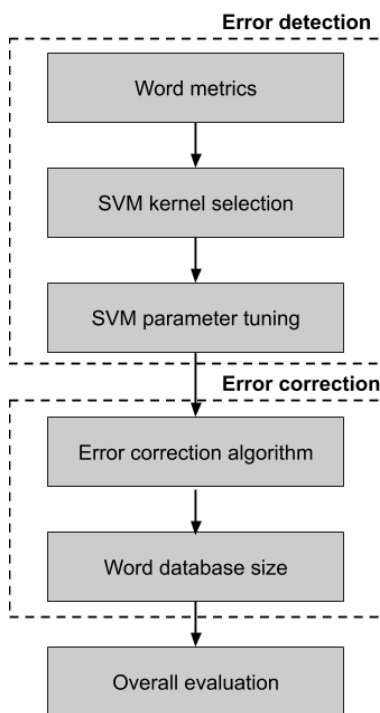 Error detection
Word metrics
SVM kernel selection
SVM parameter tuning
Error correction
Error correction algorithm
Word database size
Overall evaluation